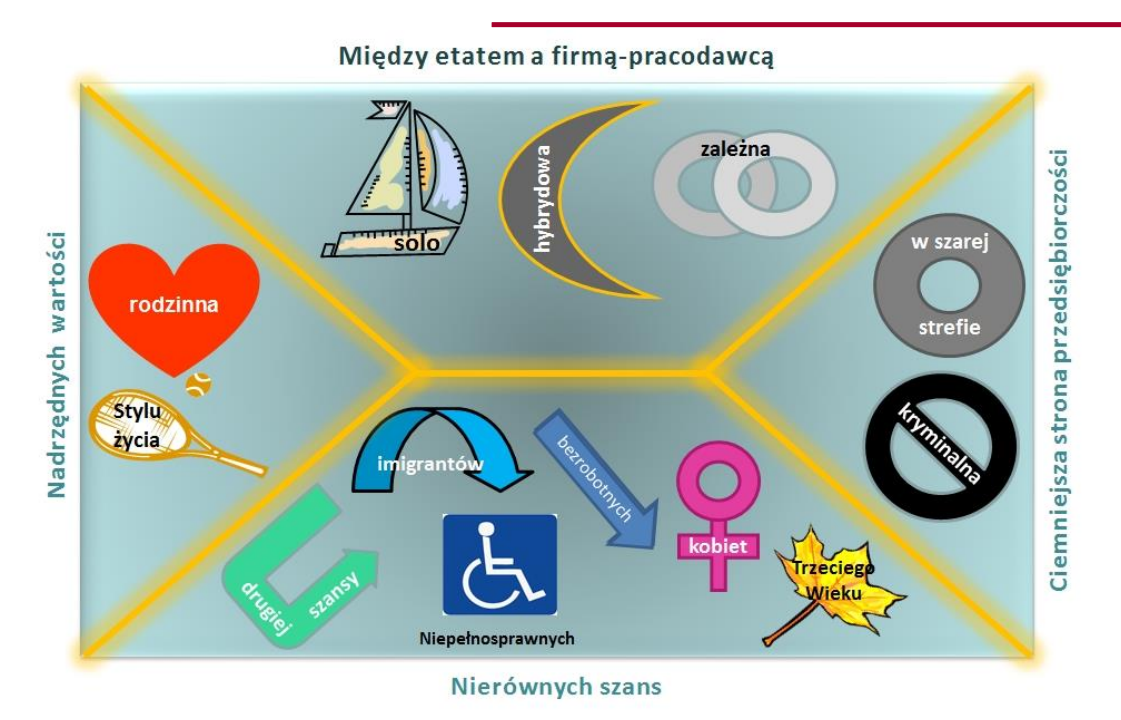 Między etatem a firmą-pracodawcą
solo
hybrydowa
zależna
Nadrzędnych wartości
rodzinna
Stylu
życia
w szarej
strefie
kryminalna
Ciemniejsza strona przedsiębiorczości
imigrantów
bezrobotnych
kobiet
drugiej
szansy
Niepełnosprawnych
Trzeciego
Wieku
Nierównych szans